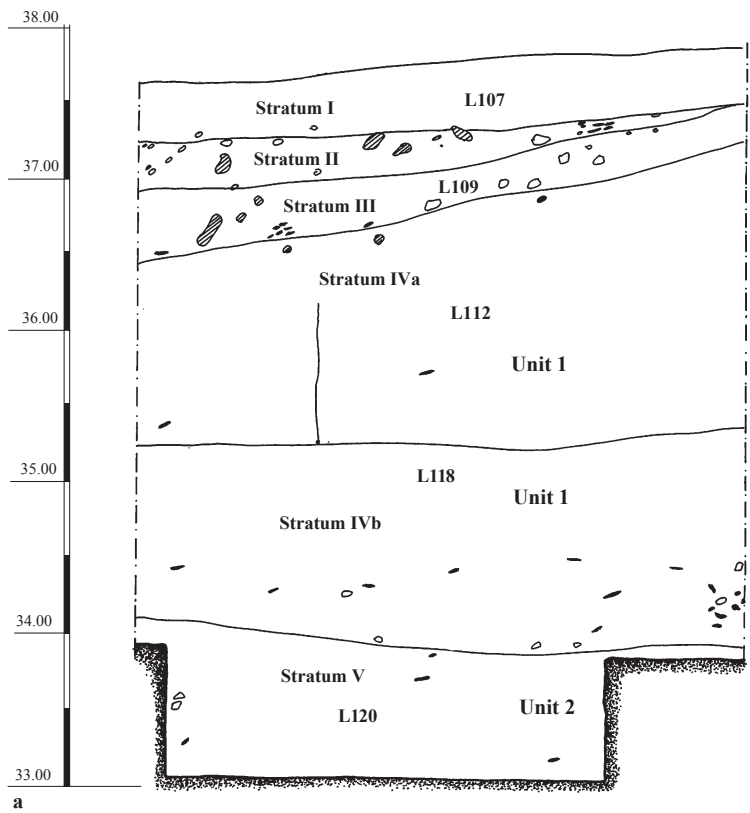 38.00
Stratum I
L107
Stratum II
37.00
L109
Stratum III
Stratum IVa
L112
36.00
Unit 1
35.00
L118
Unit 1
Stratum IVb
34.00
Stratum V
L120
Unit 2
33.00
a